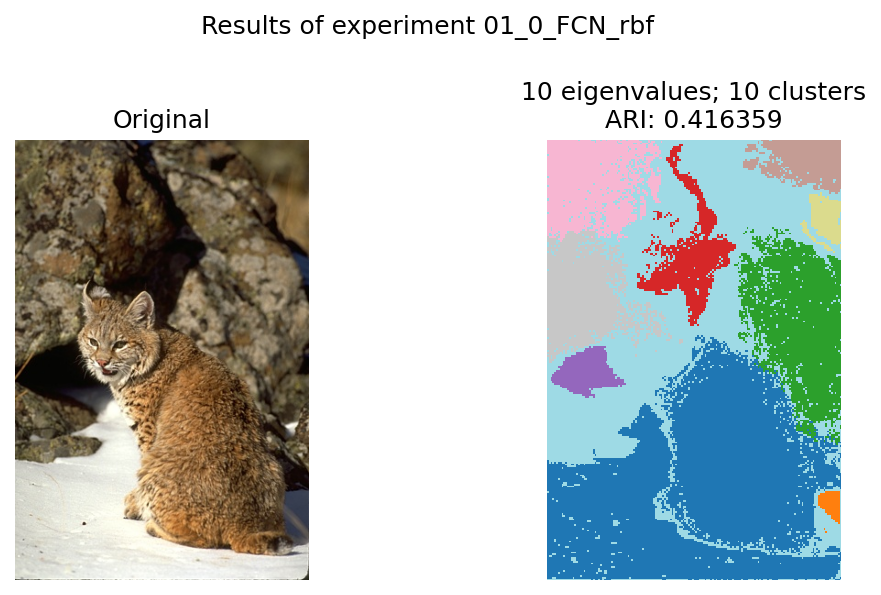 Results of experiment 01_0_FCN_rbf
Original
10 eigenvalues; 10 clusters
ARI: 0.416359